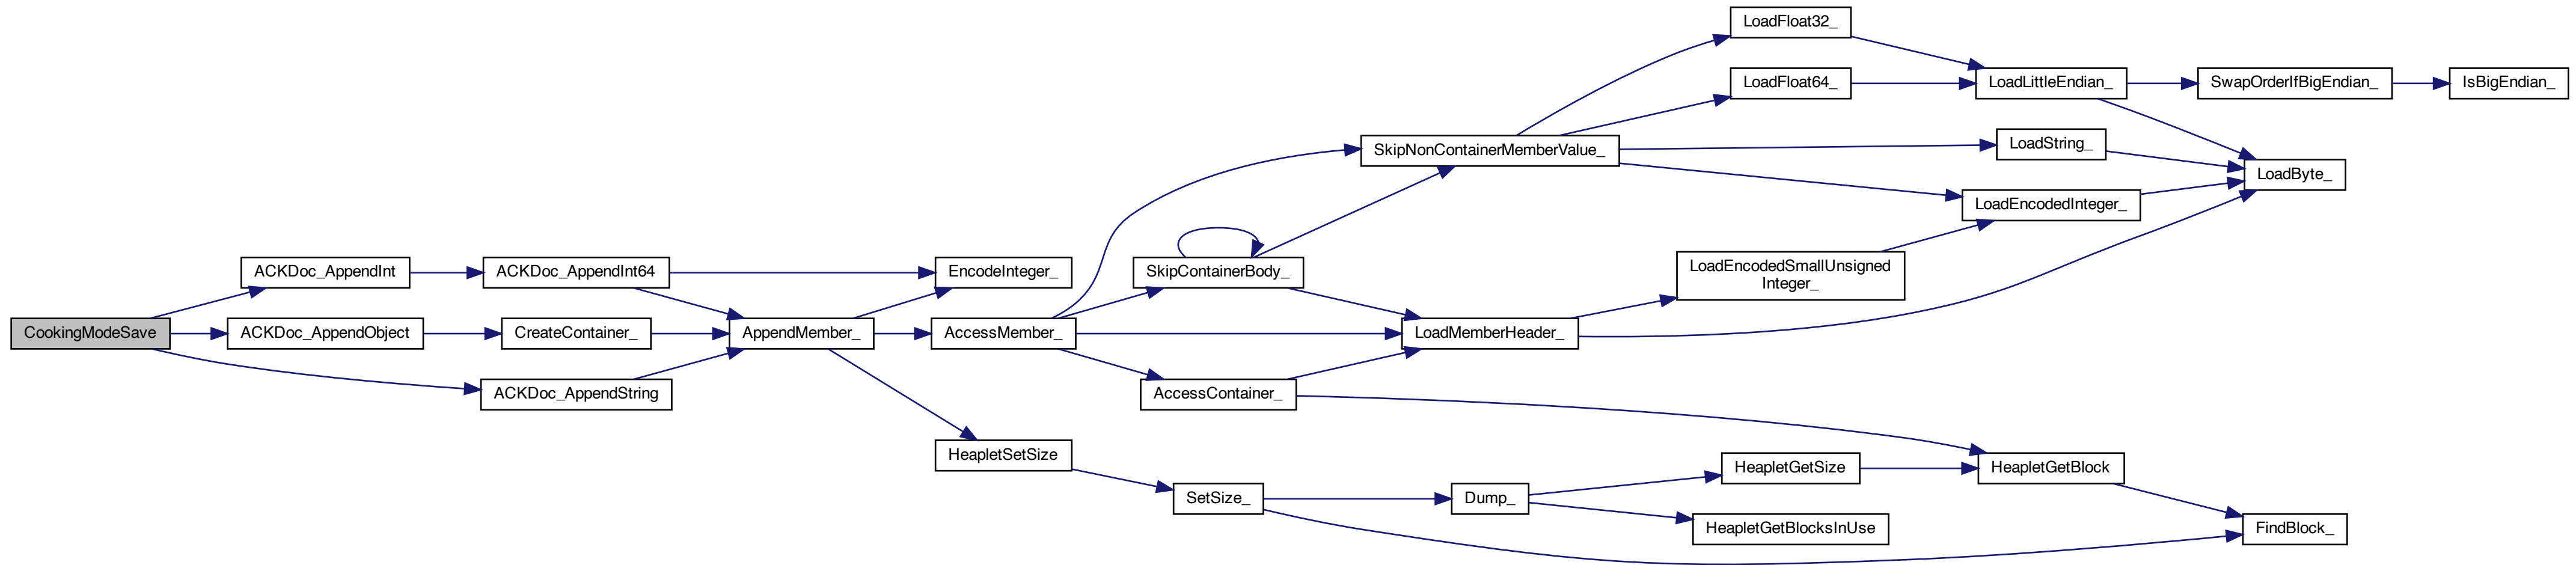 CookingModeSave
ACKDoc_AppendInt
ACKDoc_AppendObject
ACKDoc_AppendInt64
CreateContainer_
ACKDoc_AppendString
AppendMember_
EncodeInteger_
AccessMember_
HeapletSetSize
SkipContainerBody_
AccessContainer_
SetSize_
SkipNonContainerMemberValue_
LoadMemberHeader_
Dump_
LoadFloat32_
LoadFloat64_
LoadEncodedSmallUnsigned
Integer_
HeapletGetSize
HeapletGetBlocksInUse
LoadLittleEndian_
LoadString_
LoadEncodedInteger_
HeapletGetBlock
SwapOrderIfBigEndian_
LoadByte_
FindBlock_
IsBigEndian_